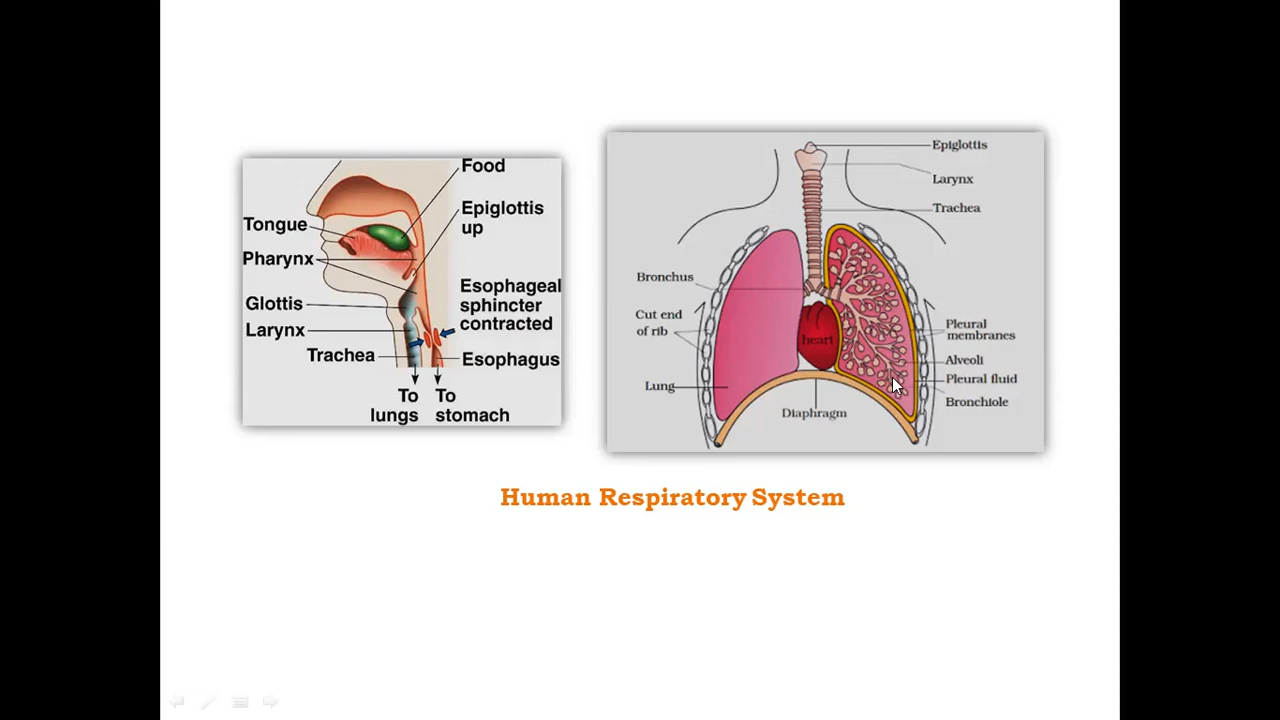 Food
Epiglottis
up
Tongue
Pharynx
Esophageal
sphincter
contracted
Glottis
Larynx
Trachea
Esophagus
To
lungs
To
stomach
Epiglottis
Larynx
Trachea
Bronchus
Cut end
of rib
heart
Pleural
membranes
Alveoli
Lung
Pleural fluid
Bronchiole
Diaphragm
Human Respiratory System